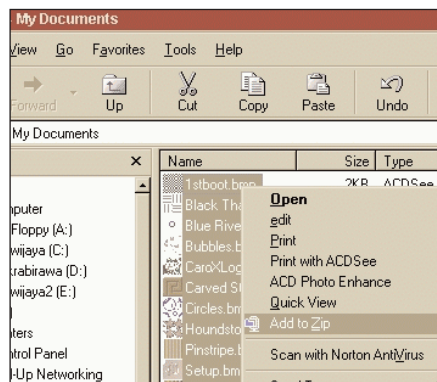 My Documents
View Go Favorites Tools Help
Forward Up Cut Copy Paste Undo
My Documents
Name Size Type
1stboot.bmp 2KB ACDSee
Black Tha
Blue Rive
Bubbles.b
CaroXLog
Carved St
Circles.bm
Houndsto
Pinstripe.b
Setup.bm
nputer
Floppy (A:)
wijaya (C:)
krabirawa (D:)
wijaya2 (E:)
nters
ntrol Panel
l-Up Networking
Open
edit
Print
Print with ACDSee
ACD Photo Enhance
Quick View
Add to Zip
Scan with Norton AntiVirus